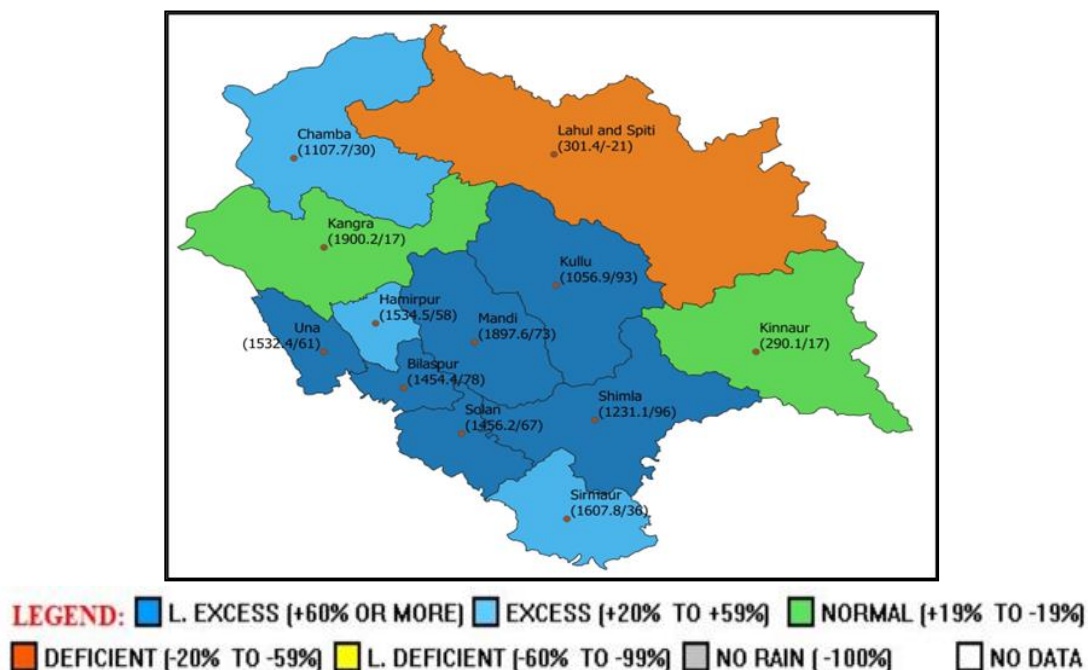 Chamba
(1107.7/30)
Lahul and Spiti
(301.4/-21)
Kangra
(1900.2/17)
Kullu
(1056.9/93)
Hamirpur
(1534.5/58)
Mandi
(1897.6/73)
Una
(1532.4/61)
Kinnaur
(290.1/17)
Bilaspur
(1454.4/78)
Shimla
(1231.1/96)
Solan
(1456.2/67)
Sirmaur
(1607.8/36)
LEGEND: L. EXCESS (+60% OR MORE) EXCESS (+20% TO +59%) NORMAL (+19% TO -19%)
DEFICIENT (-20% TO -59%) L. DEFICIENT (-60% TO -99%) NO RAIN (-100%) NO DATA